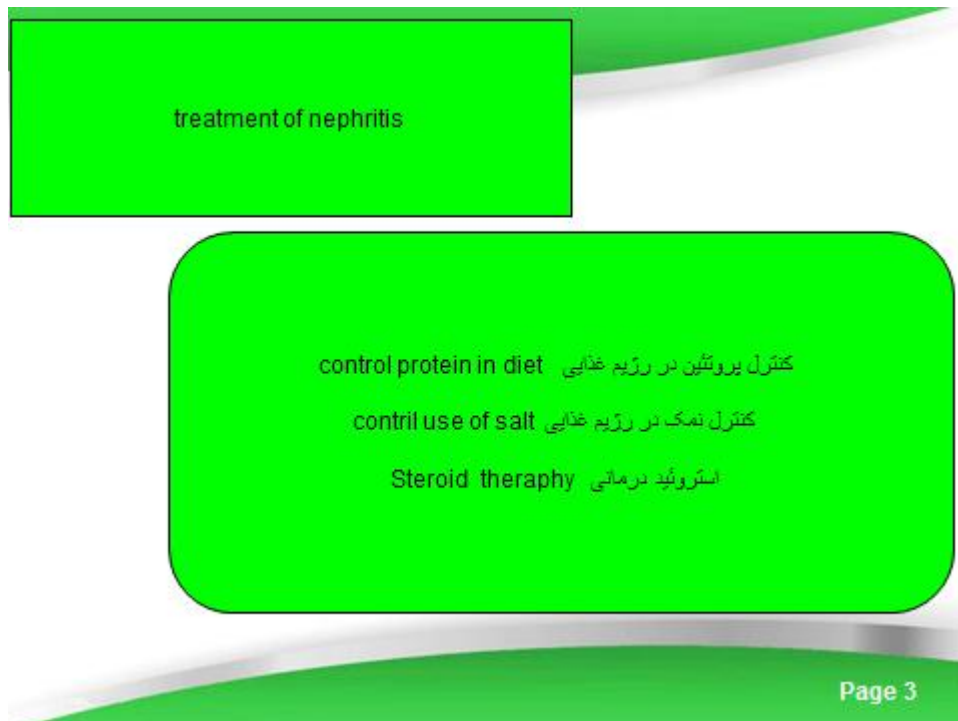 treatment of nephritis
کنترل پروتئین در رژیم غذایی control protein in diet
کنترل نمک در رژیم غذایی contril use of salt
استروئید درمانی Steroid theraphy
Page 3